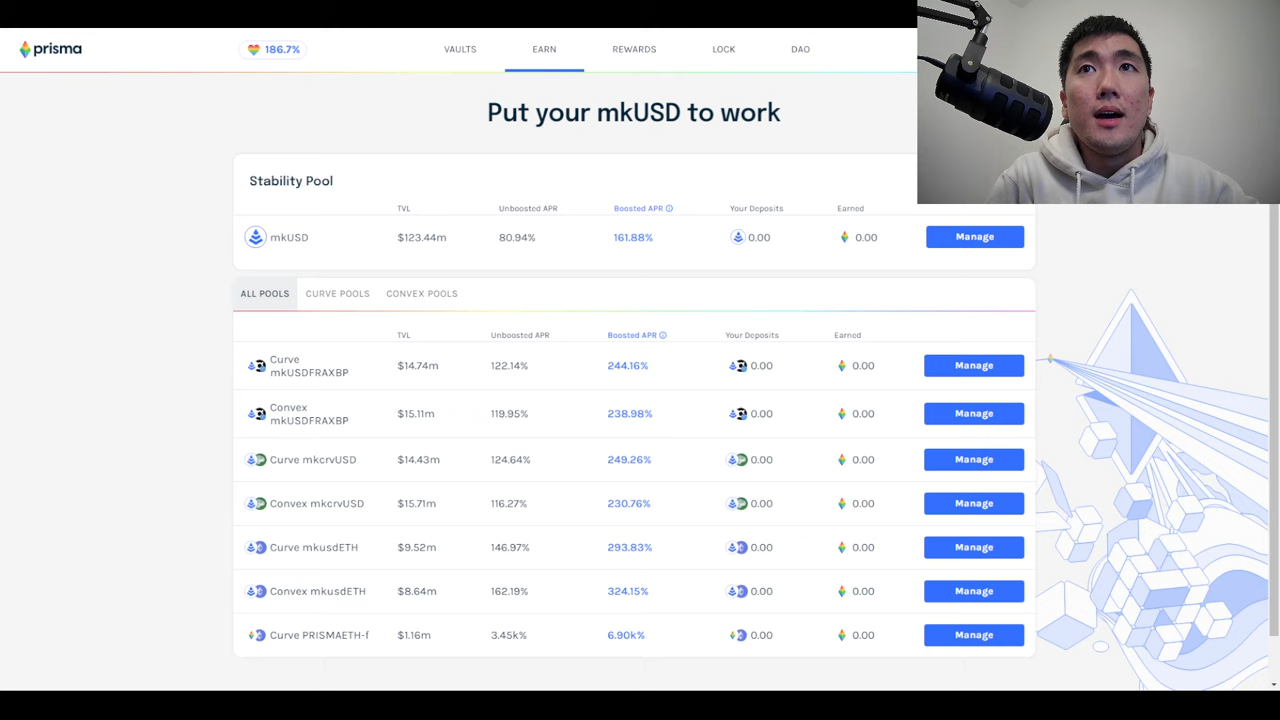 prisma
186.7%
VAULTS
EARN
REWARDS
LOCK
DAO
Put your mkUSD to work
Stability Pool
TVL Unboosted APR Boosted APR Your Deposits Earned
mkUSD $123.44m 80.94% 161.88% 0.00 0.00 Manage
ALL POOLS CURVE POOLS CONVEX POOLS
TVL Unboosted APR Boosted APR Your Deposits Earned
Curve
mkUSDFRAXBP $14.74m 122.14% 244.16% 0.00 0.00 Manage
Convex
mkUSDFRAXBP $15.11m 119.95% 238.98% 0.00 0.00 Manage
Curve mkcrvUSD $14.43m 124.64% 249.26% 0.00 0.00 Manage
Convex mkcrvUSD $15.71m 116.27% 230.76% 0.00 0.00 Manage
Curve mkusdETH $9.52m 146.97% 293.83% 0.00 0.00 Manage
Convex mkusdETH $8.64m 162.19% 324.15% 0.00 0.00 Manage
Curve PRISMAETH-f $1.16m 3.45k% 6.90k% 0.00 0.00 Manage